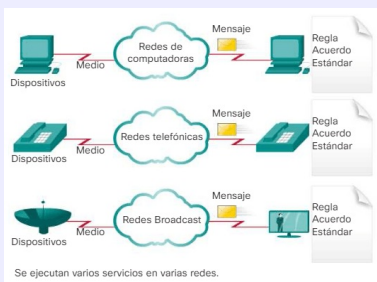 Mensaje
Redes de
computadoras
Regla
Acuerdo
Estándar
Medio
Dispositivos
Mensaje
Redes telefónicas
Regla
Acuerdo
Estándar
Medio
Dispositivos
Mensaje
Redes Broadcast
Regla
Acuerdo
Estándar
Medio
Dispositivos
Se ejecutan varios servicios en varias redes.